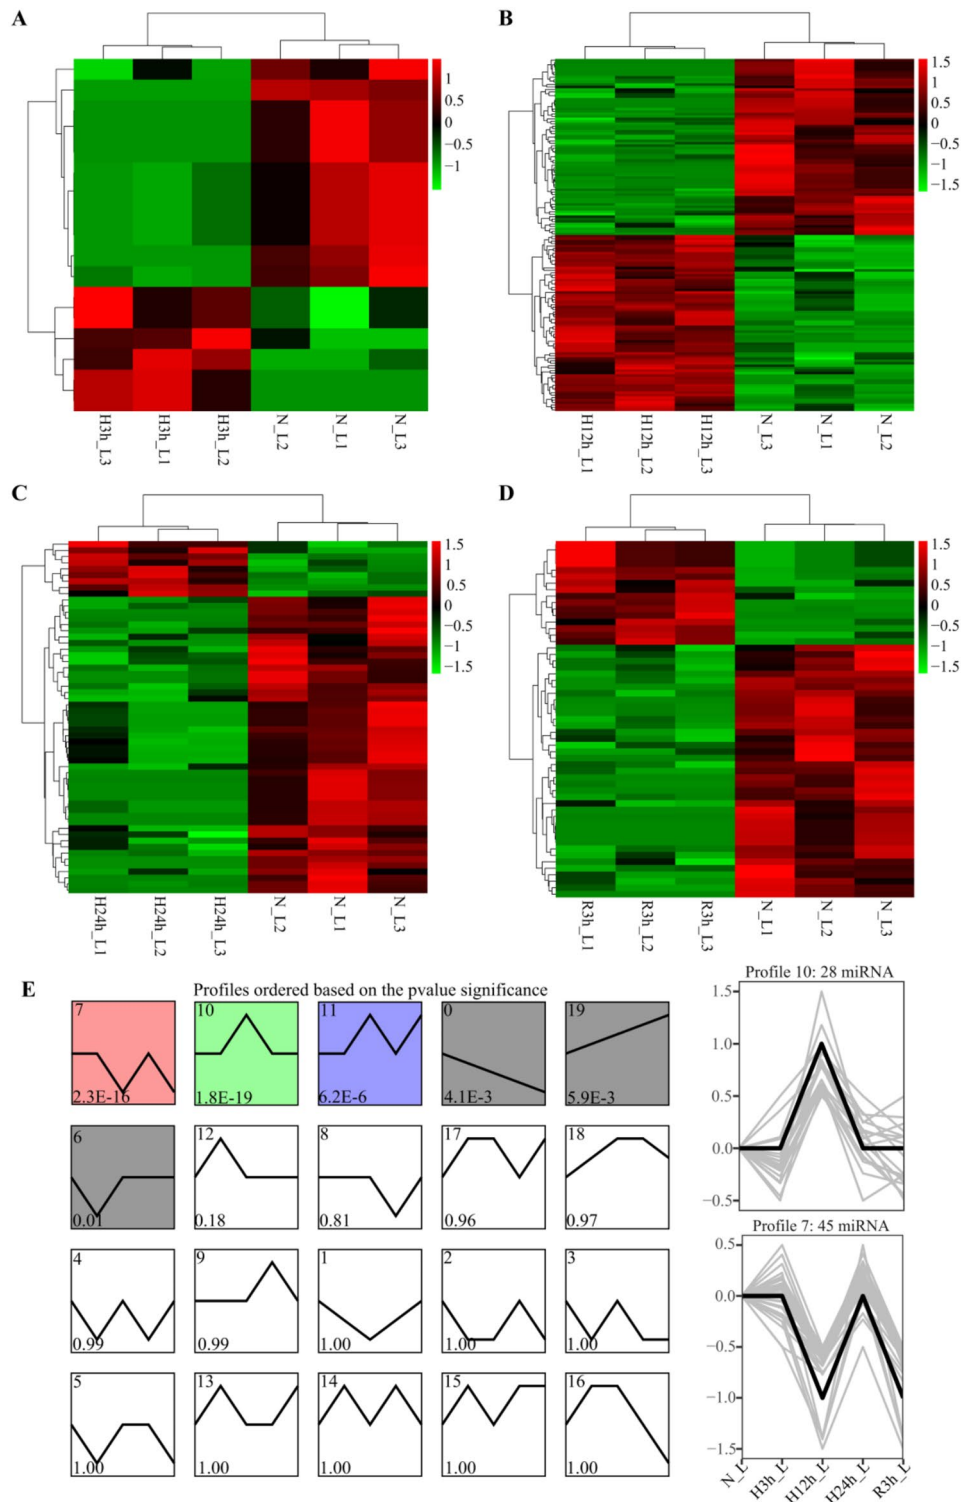 A
1
0.5
0
−0.5
−1
H3h_L3
H3h_L1
H3h_L2
N_L2
N_L1
N_L3
B
1.5
1
0.5
0
−0.5
−1
−1.5
H12h_L1
H12h_L2
H12h_L3
N_L3
N_L1
N_L2
C
1.5
1
0.5
0
−0.5
−1
−1.5
H24h_L1
H24h_L2
H24h_L3
N_L2
N_L1
N_L3
D
1.5
1
0.5
0
−0.5
−1
−1.5
R3h_L1
R3h_L2
R3h_L3
N_L1
N_L2
N_L3
E
Profiles ordered based on the pvalue significance
7
2.3E-16
10
1.8E-19
11
6.2E-6
0
4.1E-3
19
5.9E-3
6
0.01
12
0.18
8
0.81
17
0.96
18
0.97
4
0.99
9
0.99
1
1.00
2
1.00
3
1.00
5
1.00
13
1.00
14
1.00
15
1.00
16
1.00
Profile 10: 28 miRNA
1.5
1.0
0.5
0.0
−0.5
Profile 7: 45 miRNA
0.5
0.0
−0.5
−1.0
−1.5
N_L
H3h_L
H12h_L
H24h_L
R3h_L